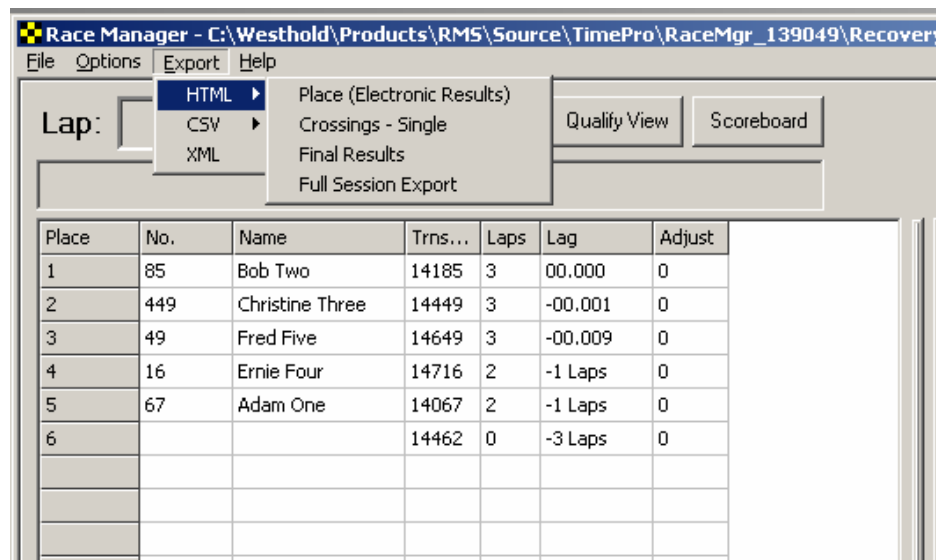 Race Manager - C:\Westhold\Products\RMS\Source\TimePro\RaceMgr_139049\Recovery
File Options Export Help
HTML Place (Electronic Results)
CSV Crossings - Single
XML Final Results
Full Session Export
Lap: Qualify View Scoreboard
Place No. Name Trns... Laps Lag Adjust
1 85 Bob Two 14185 3 00.000 0
2 449 Christine Three 14449 3 -00.001 0
3 49 Fred Five 14649 3 -00.009 0
4 16 Ernie Four 14716 2 -1 Laps 0
5 67 Adam One 14067 2 -1 Laps 0
6 14462 0 -3 Laps 0